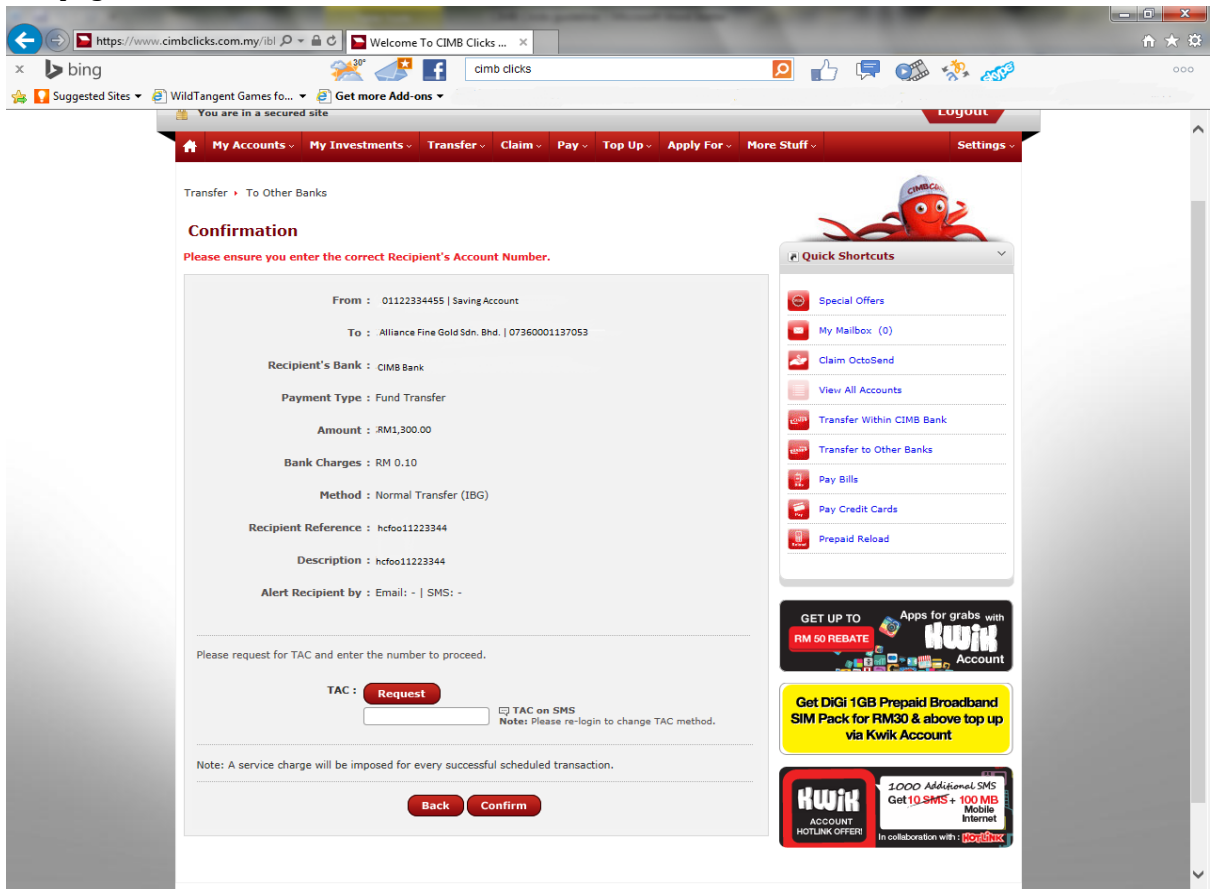 https://www.cimbclicks.com.my/ibl
Welcome To CIMB Clicks ...
bing
30°
cimb clicks
Suggested Sites
WildTangent Games fo...
Get more Add-ons
You are in a secured site
Logout
My Accounts My Investments Transfer Claim Pay Top Up Apply For More Stuff Settings
Transfer To Other Banks
Confirmation
Please ensure you enter the correct Recipient's Account Number.
From : 01122334455 | Saving Account
To : Alliance Fine Gold Sdn. Bhd. | 07360001137053
Recipient's Bank : CIMB Bank
Payment Type : Fund Transfer
Amount : RM1,300.00
Bank Charges : RM 0.10
Method : Normal Transfer (IBG)
Recipient Reference : hcfoo11223344
Description : hcfoo11223344
Alert Recipient by : Email: - | SMS: -
Please request for TAC and enter the number to proceed.
TAC : Request
TAC on SMS
Note: Please re-login to change TAC method.
Note: A service charge will be imposed for every successful scheduled transaction.
Back Confirm
Quick Shortcuts
Special Offers
My Mailbox (0)
Claim OctoSend
View All Accounts
Transfer Within CIMB Bank
Transfer to Other Banks
Pay Bills
Pay Credit Cards
Prepaid Reload
GET UP TO
RM 50 REBATE
Apps for grabs with
KWiK
Account
Get DiGi 1GB Prepaid Broadband
SIM Pack for RM30 & above top up
via Kwik Account
KWiK
ACCOUNT
HOTLINK OFFER!
1000 Additional SMS
Get 10 SMS + 100 MB
Mobile
Internet
In collaboration with : HOTLINK